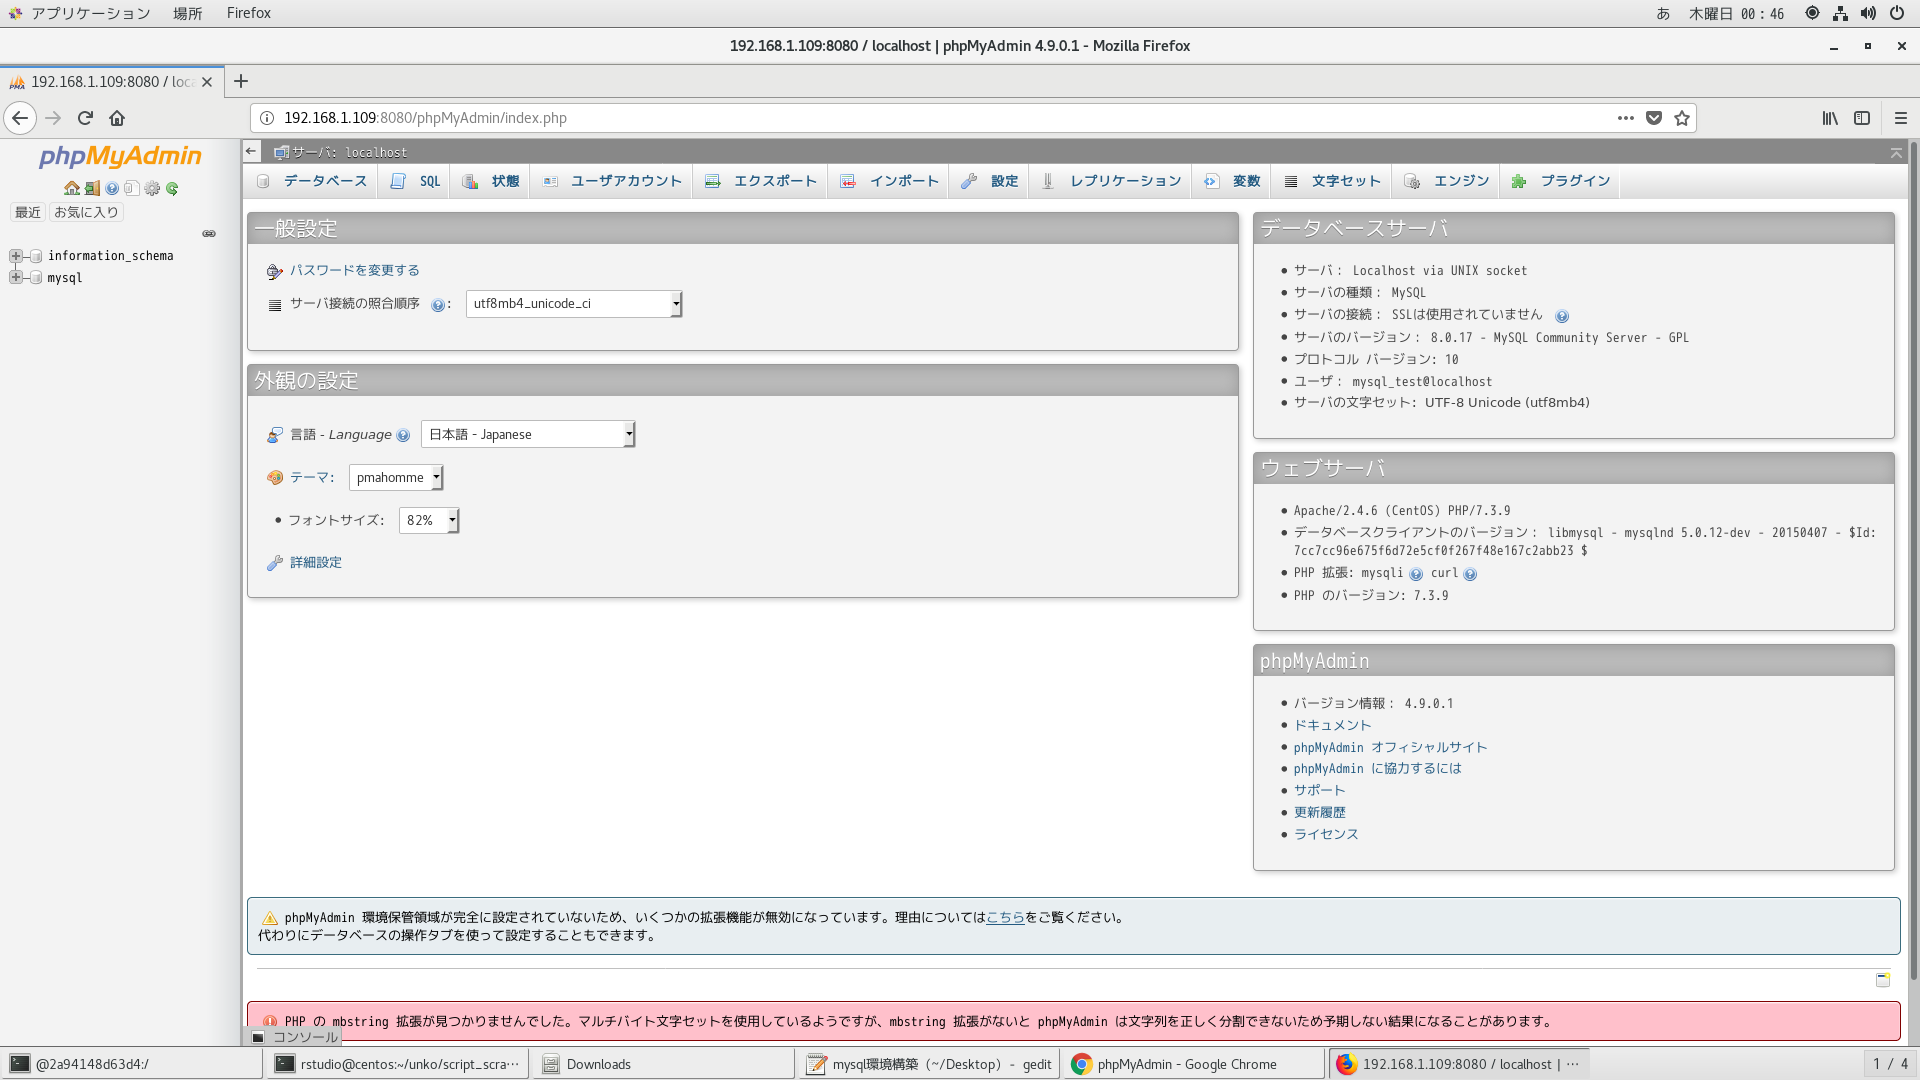 アプリケーション 場所 Firefox あ 木曜日 00：46
192.168.1.109:8080 / localhost | phpMyAdmin 4.9.0.1 - Mozilla Firefox
192.168.1.109:8080 / loca
192.168.1.109:8080/phpMyAdmin/index.php
phpMyAdmin
最近 お気に入り
information_schema
mysql
サーバ: localhost
データベース SQL 状態 ユーザアカウント エクスポート インポート 設定 レプリケーション 変数 文字セット エンジン プラグイン
一般設定
パスワードを変更する
サーバ接続の照合順序 : utf8mb4_unicode_ci
外観の設定
言語 - Language 日本語 - Japanese
テーマ: pmahomme
フォントサイズ: 82%
詳細設定
データベースサーバ
サーバ： Localhost via UNIX socket
サーバの種類： MySQL
サーバの接続： SSLは使用されていません
サーバのバージョン： 8.0.17 - MySQL Community Server - GPL
プロトコル バージョン: 10
ユーザ： mysql_test@localhost
サーバの文字セット: UTF-8 Unicode (utf8mb4)
ウェブサーバ
Apache/2.4.6 (CentOS) PHP/7.3.9
データベースクライアントのバージョン： libmysql - mysqlnd 5.0.12-dev - 20150407 - $Id:
7cc7cc96e675f6d72e5cf0f267f48e167c2abb23 $
PHP 拡張: mysqli curl
PHP のバージョン: 7.3.9
phpMyAdmin
バージョン情報： 4.9.0.1
ドキュメント
phpMyAdmin オフィシャルサイト
phpMyAdmin に協力するには
サポート
更新履歴
ライセンス
phpMyAdmin 環境保管領域が完全に設定されていないため、いくつかの拡張機能が無効になっています。理由についてはこちらをご覧ください。
代わりにデータベースの操作タブを使って設定することもできます。
PHP の mbstring 拡張が見つかりませんでした。マルチバイト文字セットを使用しているようですが、mbstring 拡張がないと phpMyAdmin は文字列を正しく分割できないため予期しない結果になることがあります。
コンソール
@2a94148d63d4:/ rstudio@centos:~/unko/script_scra… Downloads mysql環境構築（~/Desktop） - gedit phpMyAdmin - Google Chrome 192.168.1.109:8080 / localhost | … 1 / 4